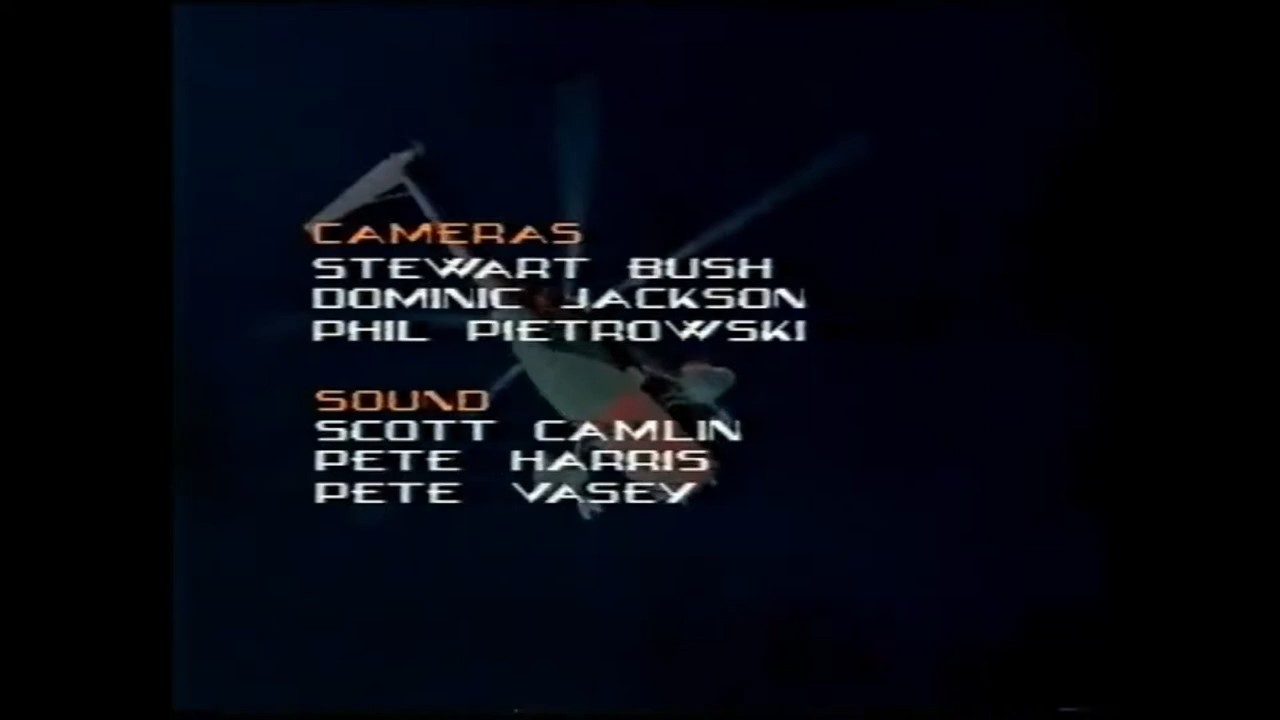 CAMERAS
STEWART BUSH
DOMINIC JACKSON
PHIL PIETROWSKI
SOUND
SCOTT CAMLIN
PETE HARRIS
PETE VASEY